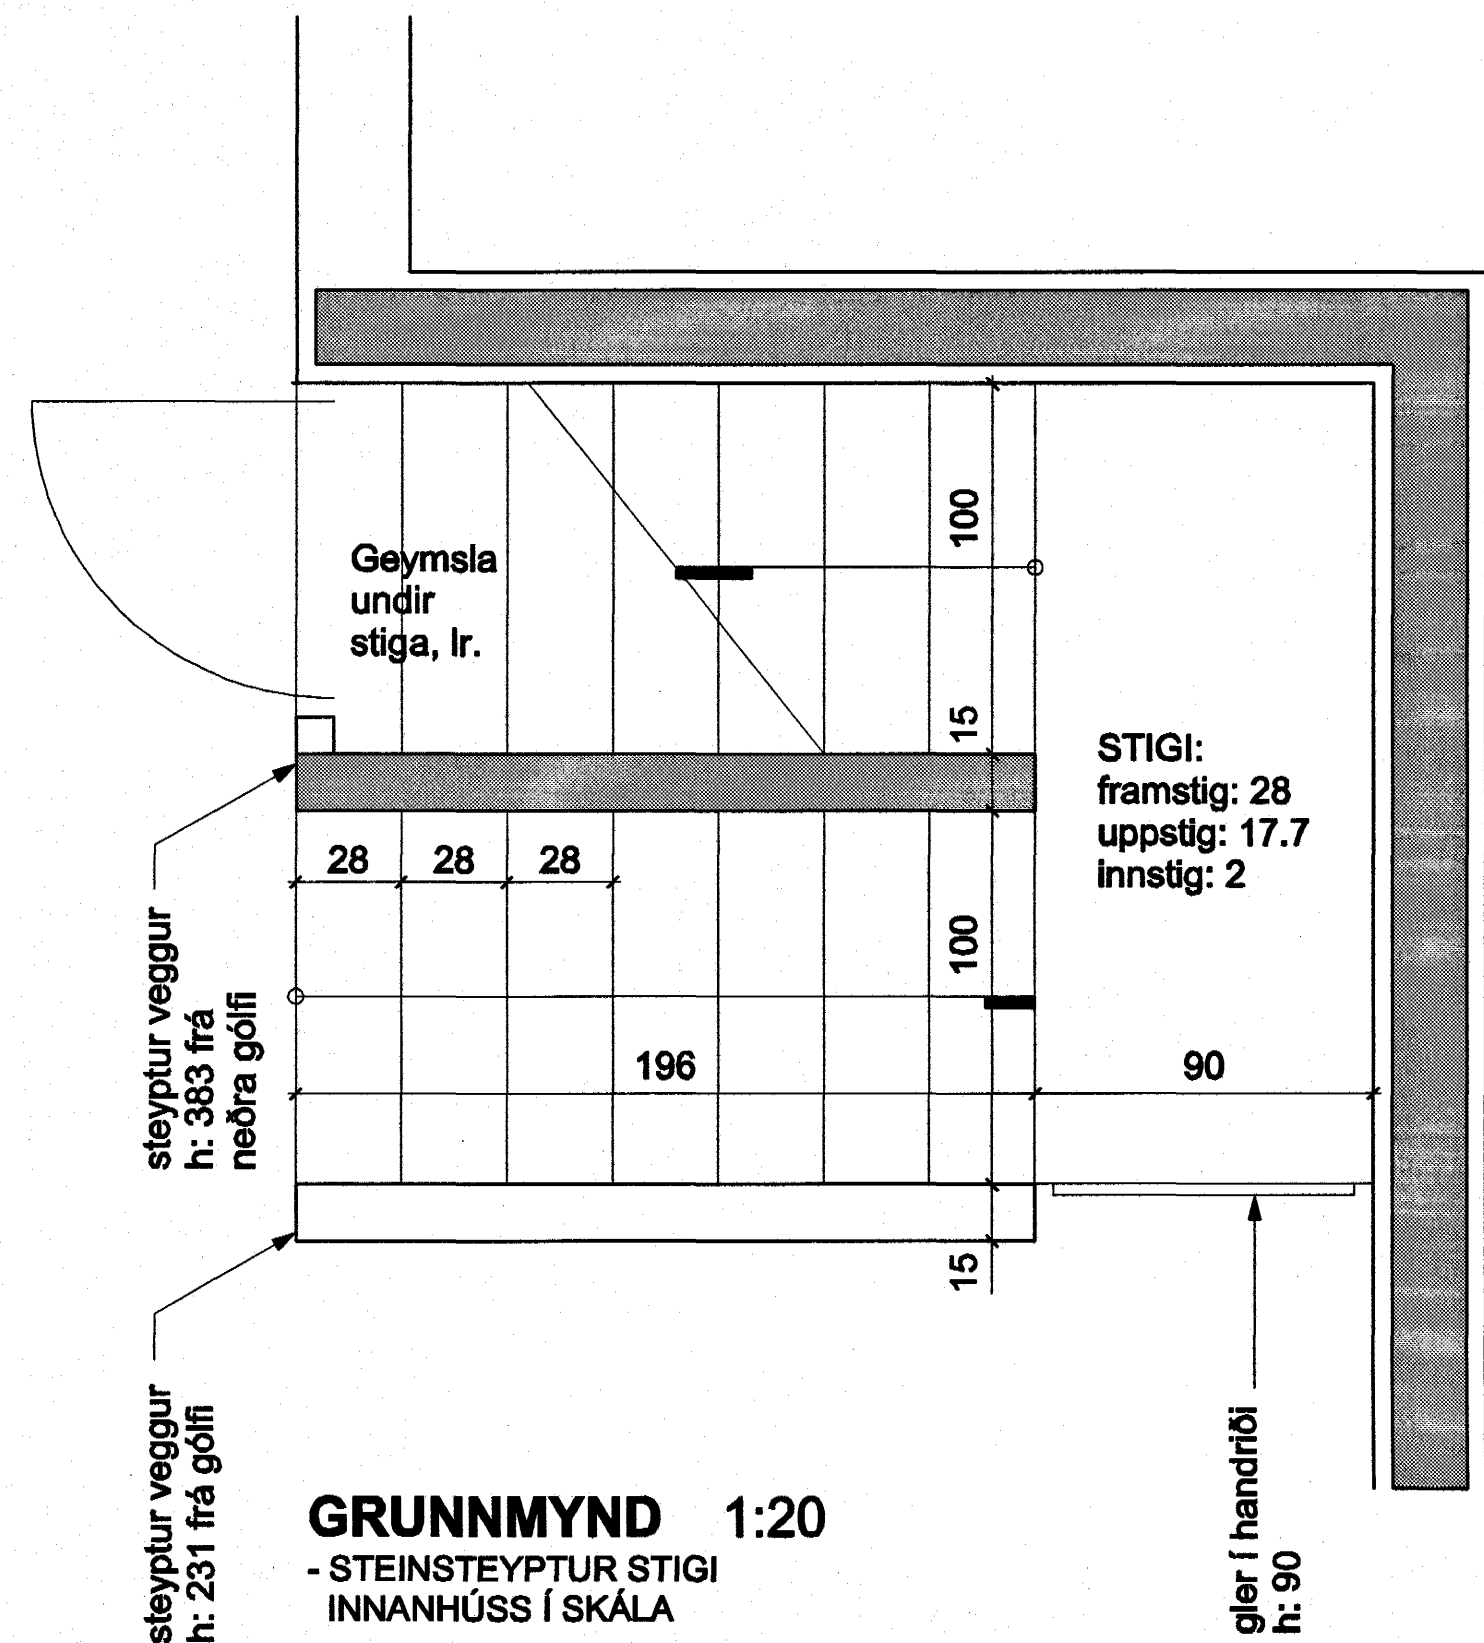 Geymsla
undir
stiga, lr.
100
15
STIGI:
framstig: 28
uppstig: 17.7
innstig: 2
28
28
28
100
steyptur veggur
h: 383 frá
neðra gólfi
196
90
15
steyptur veggur
h: 231 frá gólfi
gler í handriði
h: 90
GRUNNMYND 1:20
- STEINSTEYPTUR STIGI
INNANHÚSS Í SKÁLA